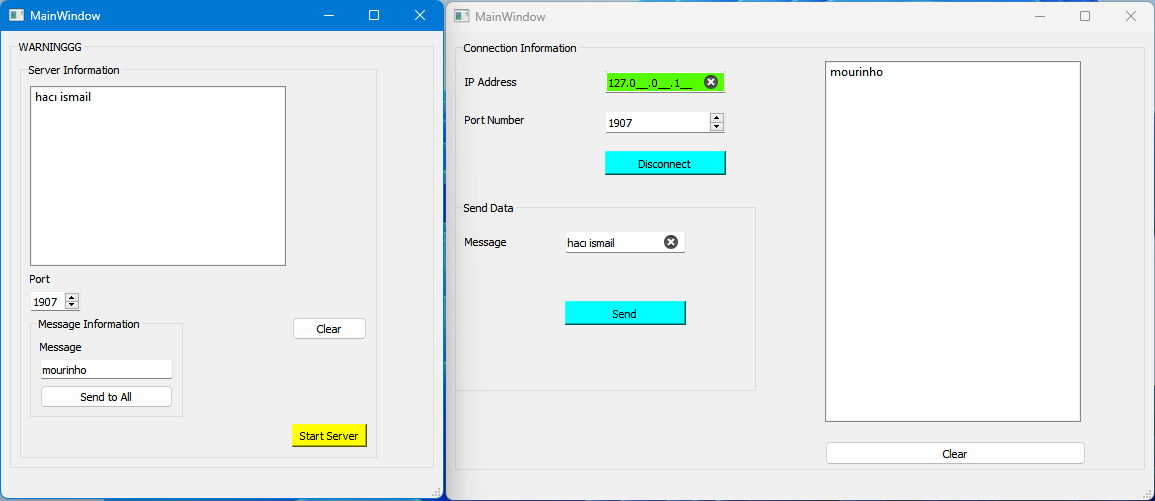 MainWindow
WARNINGGG
Server Information
hacı ismail
Port
1907
Message Information
Message
mourinho
Send to All
Clear
Start Server
MainWindow
Connection Information
IP Address
127.0__.0__.1__
Port Number
1907
Disconnect
Send Data
Message
hacı ismail
Send
mourinho
Clear